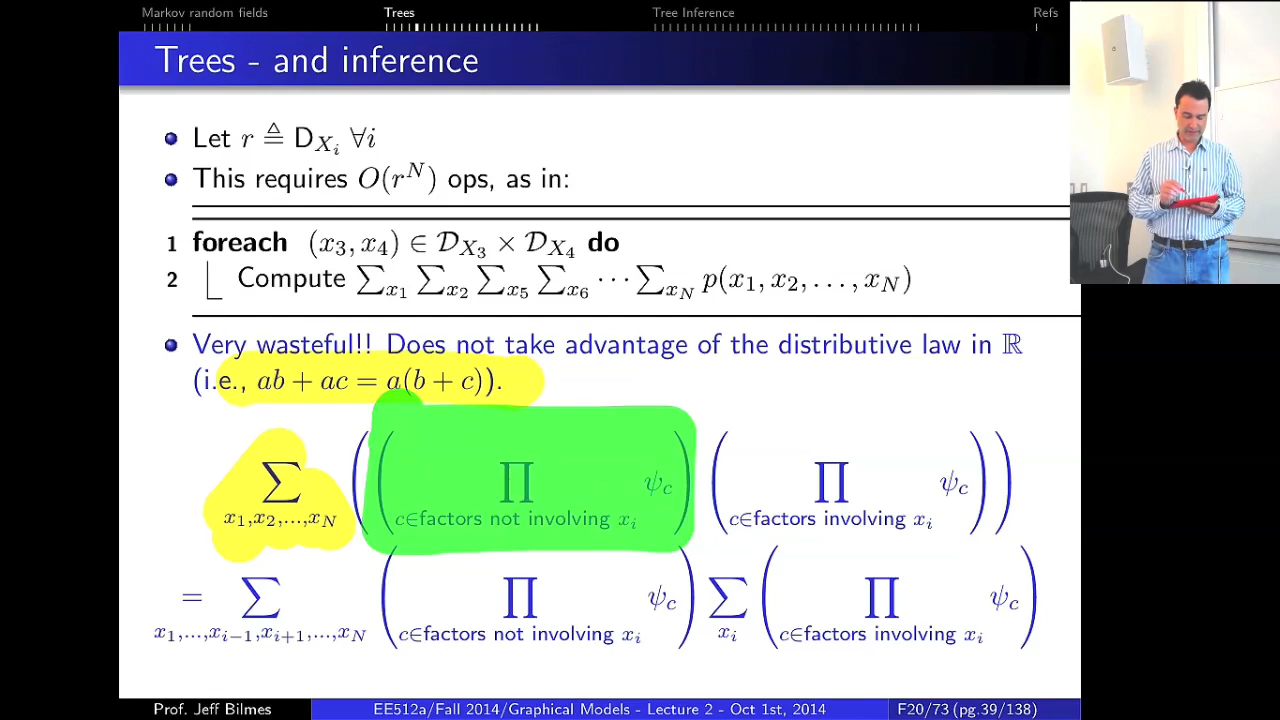 Markov random fields Trees Tree Inference Refs
Trees - and inference
Let r ≜ D_{X_i} ∀i
This requires O(r^N) ops, as in:
1 foreach (x_3, x_4) ∈ 𝒟_{X_3} × 𝒟_{X_4} do
2 Compute ∑_{x_1} ∑_{x_2} ∑_{x_5} ∑_{x_6} ··· ∑_{x_N} p(x_1, x_2, ..., x_N)
Very wasteful!! Does not take advantage of the distributive law in ℝ
(i.e., ab + ac = a(b + c)).
∑_{x_1,x_2,...,x_N} ((∏_{c∈factors not involving x_i} ψ_c) (∏_{c∈factors involving x_i} ψ_c))
= ∑_{x_1,...,x_{i−1},x_{i+1},...,x_N} (∏_{c∈factors not involving x_i} ψ_c) ∑_{x_i} (∏_{c∈factors involving x_i} ψ_c)
Prof. Jeff Bilmes EE512a/Fall 2014/Graphical Models - Lecture 2 - Oct 1st, 2014 F20/73 (pg.39/138)